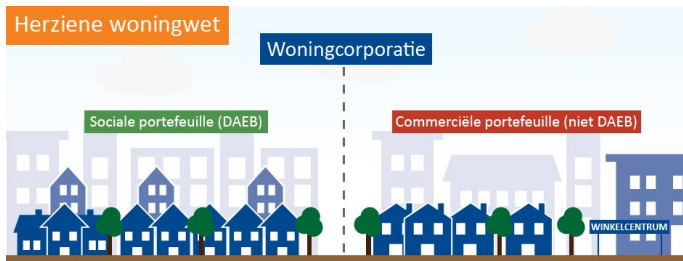 Herziene woningwet
Woningcorporatie
Sociale portefeuille (DAEB)
Commerciële portefeuille (niet DAEB)
WINKELCENTRUM